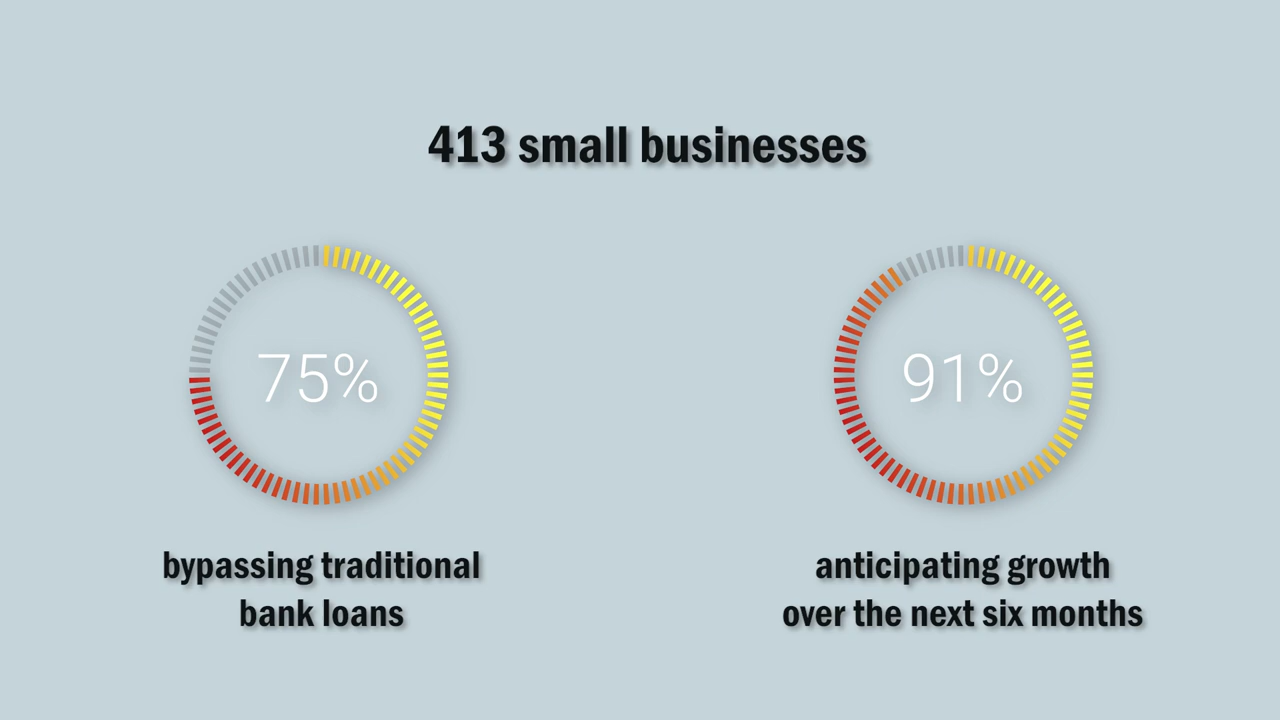 413 small businesses
75%
91%
bypassing traditional
bank loans
anticipating growth
over the next six months